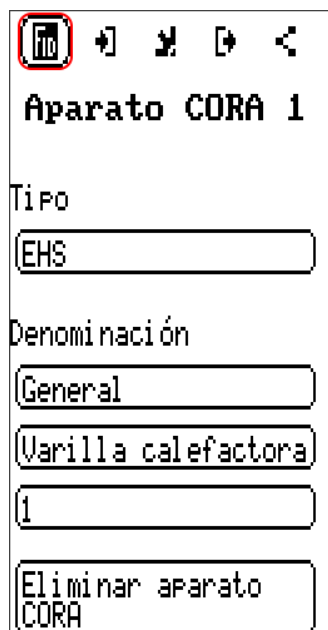 Aparato CORA 1
Tipo
EHS
Denominación
General
Varilla calefactora
1
Eliminar aparato
CORA